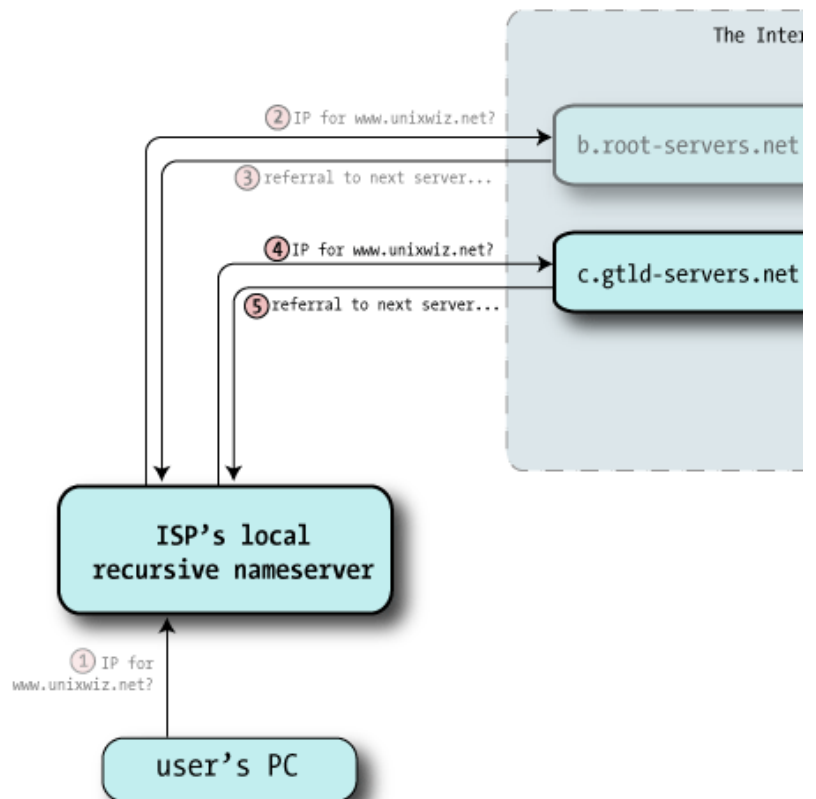 The Inter
2 IP for www.unixwiz.net?
b.root-servers.net
3 referral to next server...
4 IP for www.unixwiz.net?
c.gtld-servers.net
5 referral to next server...
ISP's local
recursive nameserver
1 IP for
www.unixwiz.net?
user's PC